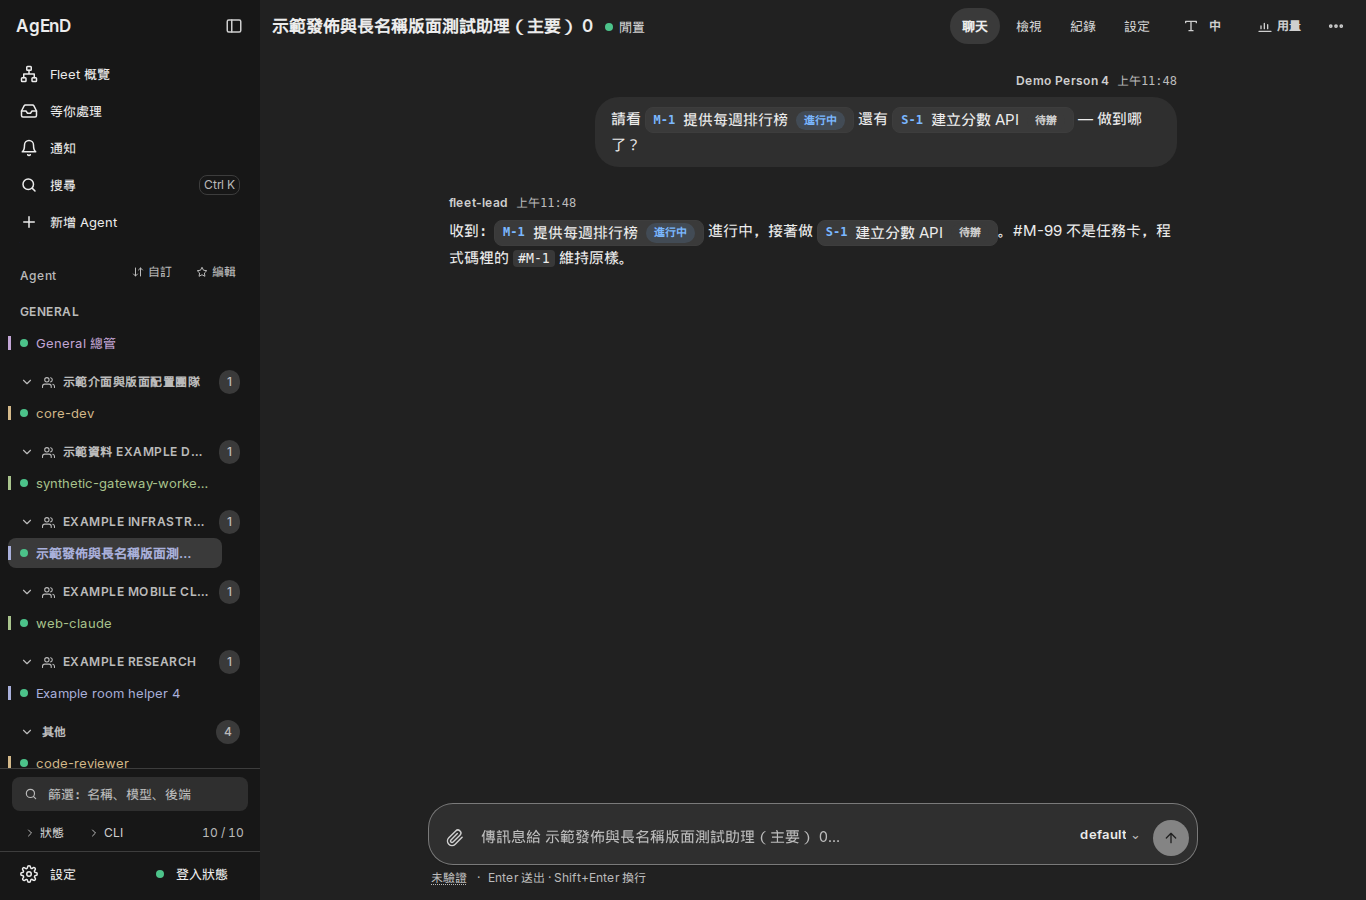 AgEnD
Fleet 概覽
等你處理
通知
搜尋 Ctrl K
新增 Agent
Agent 自訂 編輯
GENERAL
General 總管
示範介面與版面配置團隊 1
core-dev
示範資料 EXAMPLE D... 1
synthetic-gateway-worke...
EXAMPLE INFRASTR... 1
示範發佈與長名稱版面測...
EXAMPLE MOBILE CL... 1
web-claude
EXAMPLE RESEARCH 1
Example room helper 4
其他 4
code-reviewer
篩選：名稱、模型、後端
狀態 CLI 10 / 10
設定 登入狀態
示範發佈與長名稱版面測試助理（主要）0 閒置
聊天 檢視 紀錄 設定 中 用量
Demo Person 4 上午11:48
請看 M-1 提供每週排行榜 進行中 還有 S-1 建立分數 API 待辦 — 做到哪
了？
fleet-lead 上午11:48
收到： M-1 提供每週排行榜 進行中 進行中，接著做 S-1 建立分數 API 待辦 。#M-99 不是任務卡，程
式碼裡的 #M-1 維持原樣。
傳訊息給 示範發佈與長名稱版面測試助理（主要）0...
default
未驗證 · Enter 送出 · Shift+Enter 換行